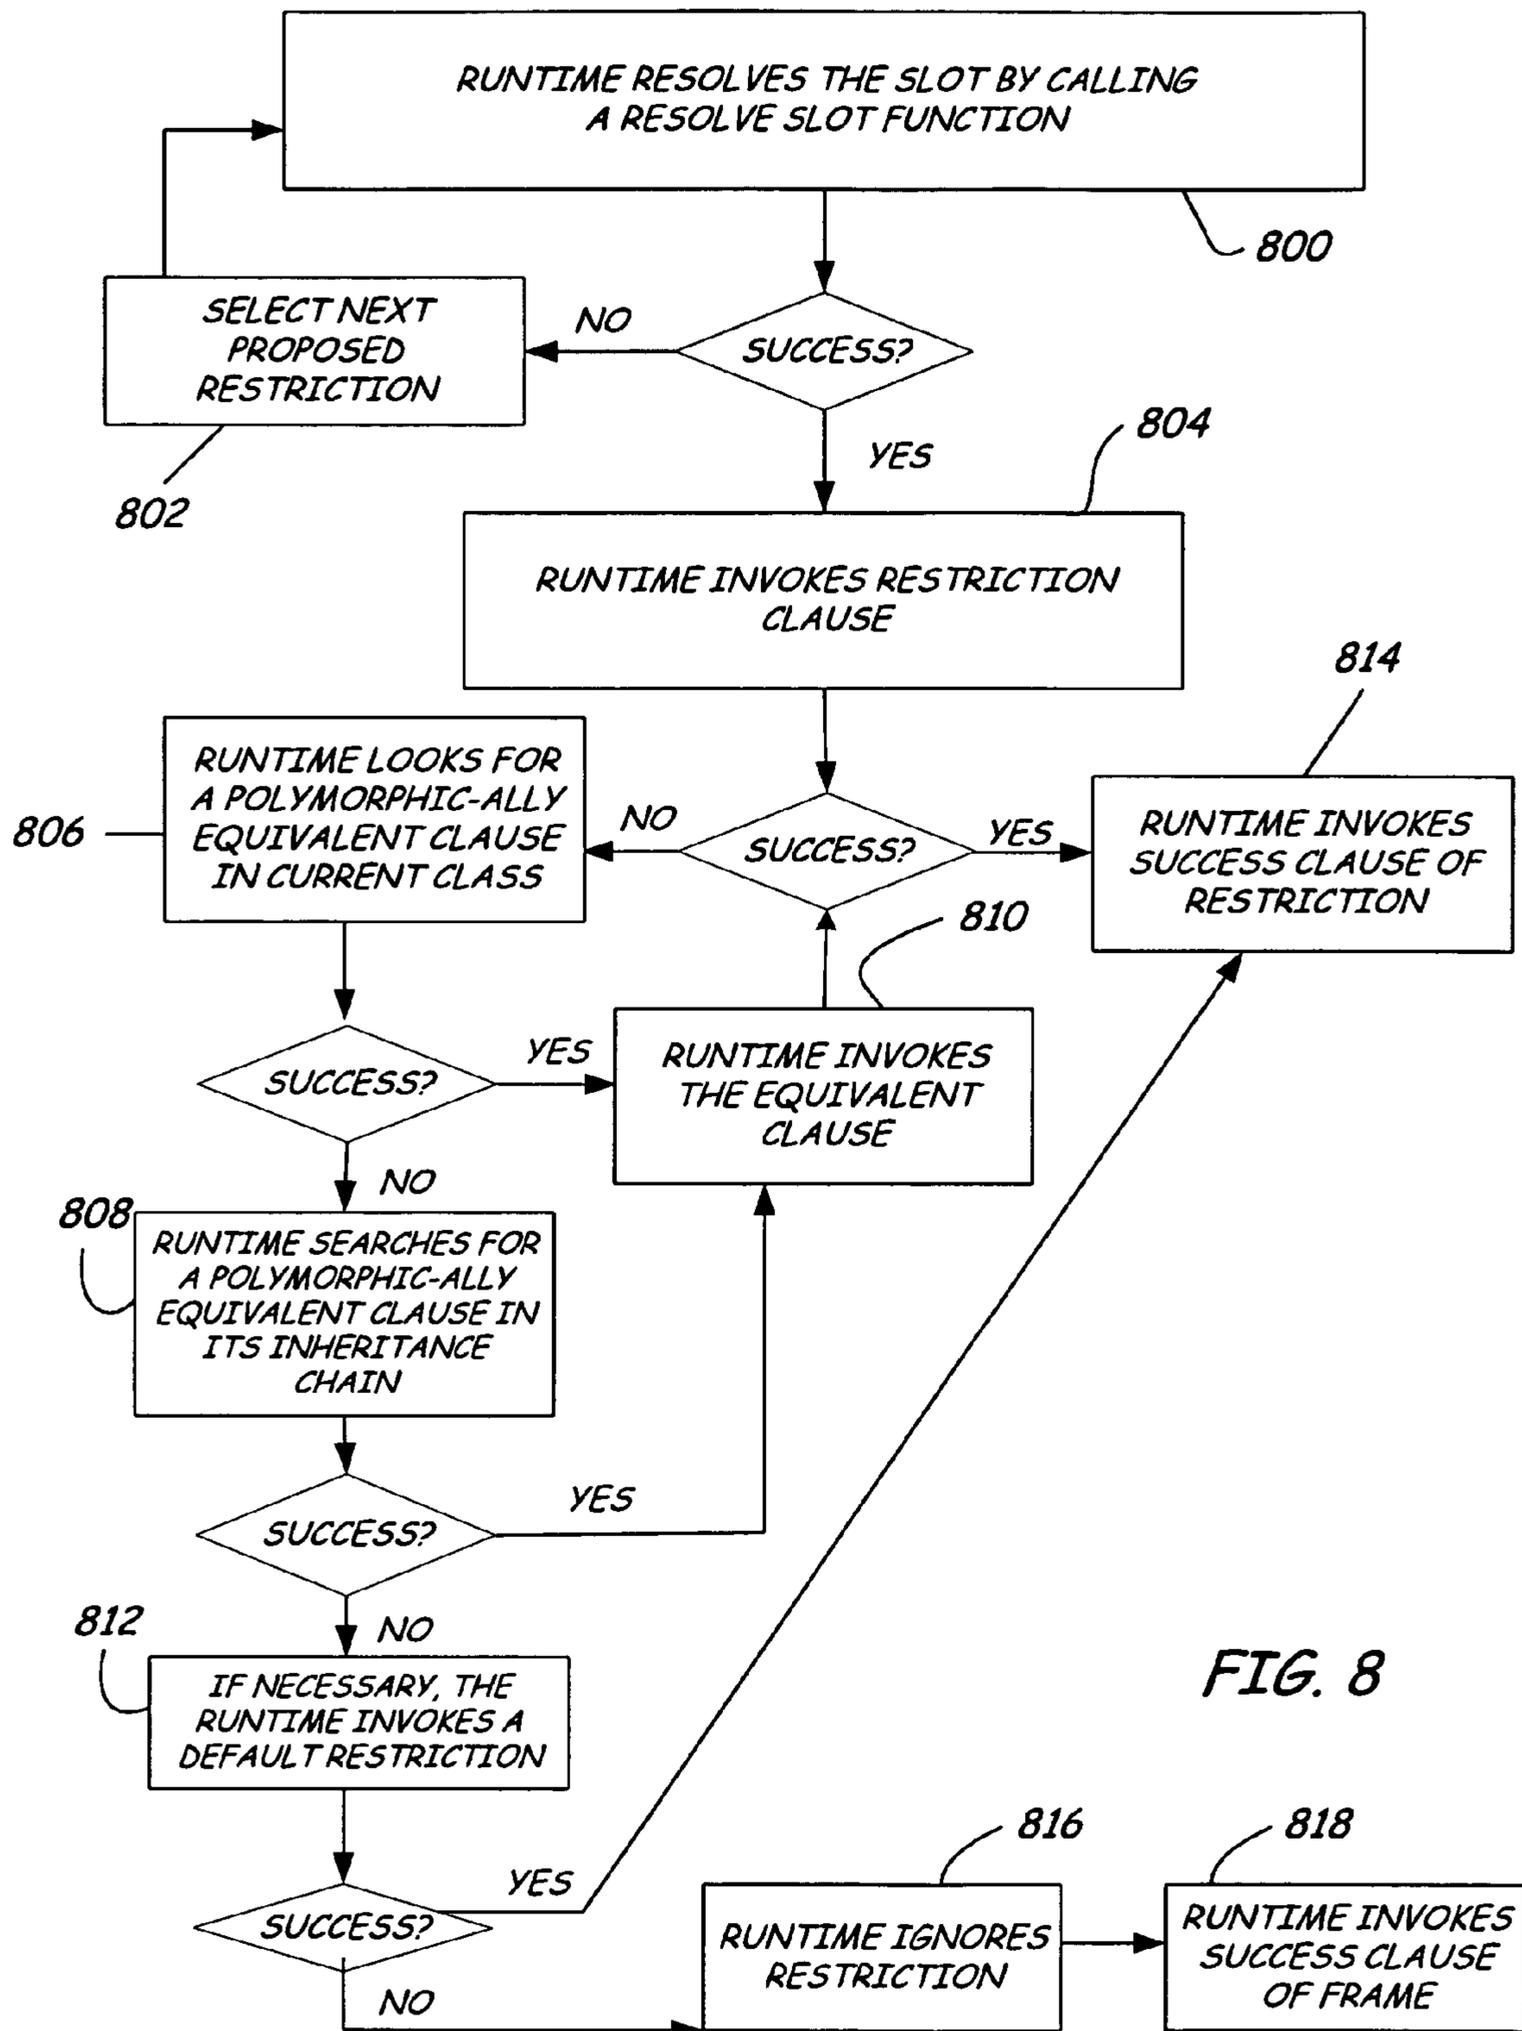 RUNTIME RESOLVES THE SLOT BY CALLING
A RESOLVE SLOT FUNCTION
800
SELECT NEXT
PROPOSED
RESTRICTION
NO
SUCCESS?
802
YES
804
RUNTIME INVOKES RESTRICTION
CLAUSE
814
RUNTIME LOOKS FOR
A POLYMORPHIC-ALLY
EQUIVALENT CLAUSE
IN CURRENT CLASS
806
NO
SUCCESS?
YES
RUNTIME INVOKES
SUCCESS CLAUSE OF
RESTRICTION
810
SUCCESS?
YES
RUNTIME INVOKES
THE EQUIVALENT
CLAUSE
NO
808
RUNTIME SEARCHES FOR
A POLYMORPHIC-ALLY
EQUIVALENT CLAUSE IN
ITS INHERITANCE
CHAIN
SUCCESS?
YES
NO
812
IF NECESSARY, THE
RUNTIME INVOKES A
DEFAULT RESTRICTION
FIG. 8
SUCCESS?
YES
NO
816
RUNTIME IGNORES
RESTRICTION
818
RUNTIME INVOKES
SUCCESS CLAUSE
OF FRAME